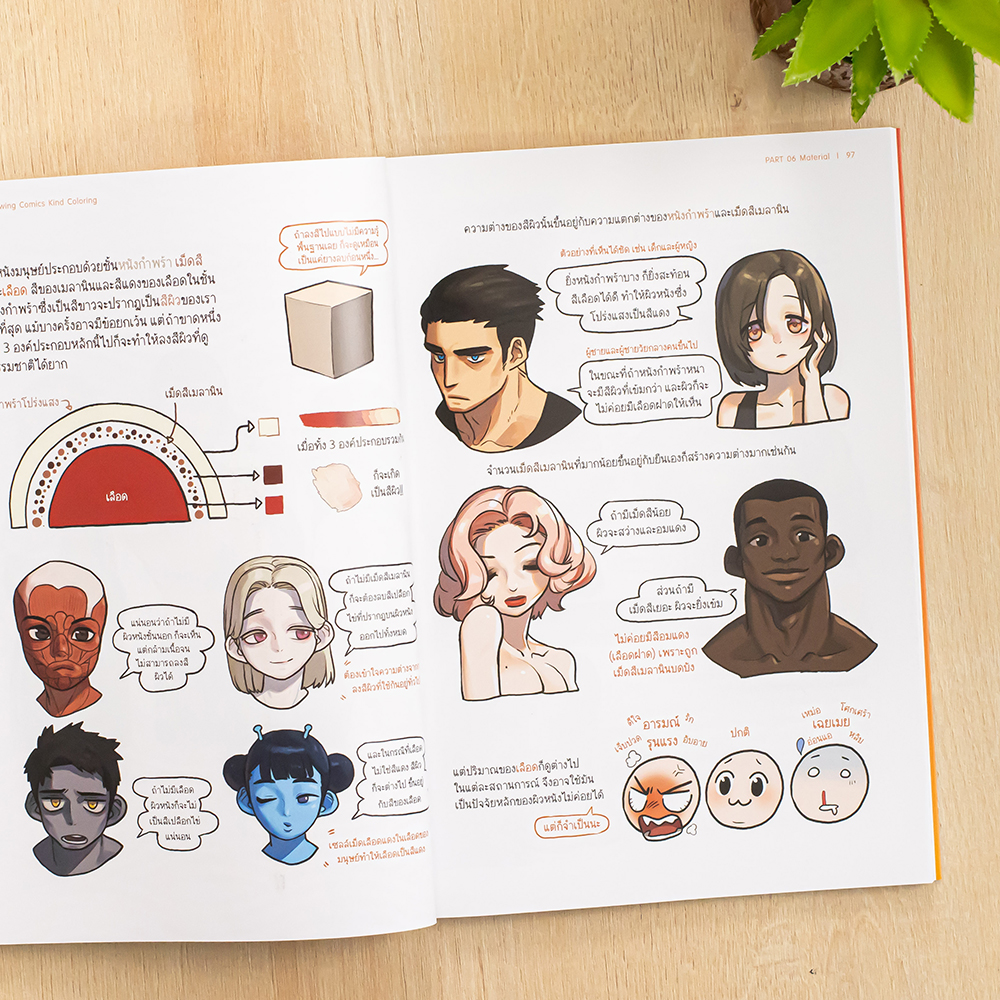 wing Comics Kind Coloring
ถ้าลงสีไปแบบไม่มีความรู้
พื้นฐานเลย ก็จะดูเหมือน
เป็นแค่ยางลบก้อนหนึ่ง...
หนังมนุษย์ประกอบด้วยชั้นหนังกำพร้า เม็ดสี
ะเลือด สีของเมลานินและสีแดงของเลือดในชั้น
งกำพร้าซึ่งเป็นสีขาวจะปรากฏเป็นสีผิวของเรา
ที่สุด แม้บางครั้งอาจมีข้อยกเว้น แต่ถ้าขาดหนึ่ง
3 องค์ประกอบหลักนี้ไปก็จะทำให้ลงสีผิวที่ดู
รรมชาติได้ยาก
ำพร้าโปร่งแสง
เม็ดสีเมลานิน
เลือด
เมื่อทั้ง 3 องค์ประกอบรวมกัน
ก็จะเกิด
เป็นสีผิว!!
แน่นอนว่าถ้าไม่มี
ผิวหนังชั้นนอก ก็จะเห็น
แต่กล้ามเนื้อจน
ไม่สามารถลงสี
ผิวได้
ถ้าไม่มีเม็ดสีเมลานิน
ก็จะต้องลบสีเปลือก
ไข่ที่ปรากฏบนผิวหนัง
ออกไปทั้งหมด
ต้องเข้าใจความต่างจาก
ลงสีผิวที่ใช้กันอยู่ทั่วไป
ถ้าไม่มีเลือด
ผิวหนังก็จะไม่
เป็นสีเปลือกไข่
แน่นอน
และในกรณีที่เลือด
ไม่ใช่สีแดง สีผิว
ก็จะต่างไป ขึ้นอยู่
กับสีของเลือด
เซลล์เม็ดเลือดแดงในเลือดของ
มนุษย์ทำให้เลือดเป็นสีแดง
PART 06 Material | 97
ความต่างของสีผิวนั้นขึ้นอยู่กับความแตกต่างของหนังกำพร้าและเม็ดสีเมลานิน
ตัวอย่างที่เห็นได้ชัด เช่น เด็กและผู้หญิง
ยิ่งหนังกำพร้าบาง ก็ยิ่งสะท้อน
สีเลือดได้ดี ทำให้ผิวหนังซึ่ง
โปร่งแสงเป็นสีแดง
ผู้ชายและผู้ชายวัยกลางคนขึ้นไป
ในขณะที่ถ้าหนังกำพร้าหนา
จะมีสีผิวที่เข้มกว่า และผิวก็จะ
ไม่ค่อยมีเลือดฝาดให้เห็น
จำนวนเม็ดสีเมลานินที่มากน้อยขึ้นอยู่กับยีนเองก็สร้างความต่างมากเช่นกัน
ถ้ามีเม็ดสีน้อย
ผิวจะสว่างและอมแดง
ส่วนถ้ามี
เม็ดสีเยอะ ผิวจะยิ่งเข้ม
ไม่ค่อยมีสีอมแดง
(เลือดฝาด) เพราะถูก
เม็ดสีเมลานินบดบัง
แต่ปริมาณของเลือดก็ดูต่างไป
ในแต่ละสถานการณ์ จึงอาจใช้มัน
เป็นปัจจัยหลักของผิวหนังไม่ค่อยได้
แต่ก็จำเป็นนะ
ดีใจ
อารมณ์
รัก
เจ็บปวด
รุนแรง
อับอาย
ปกติ
เหม่อ
โศกเศร้า
เฉยเมย
อ่อนแอ
หลับ